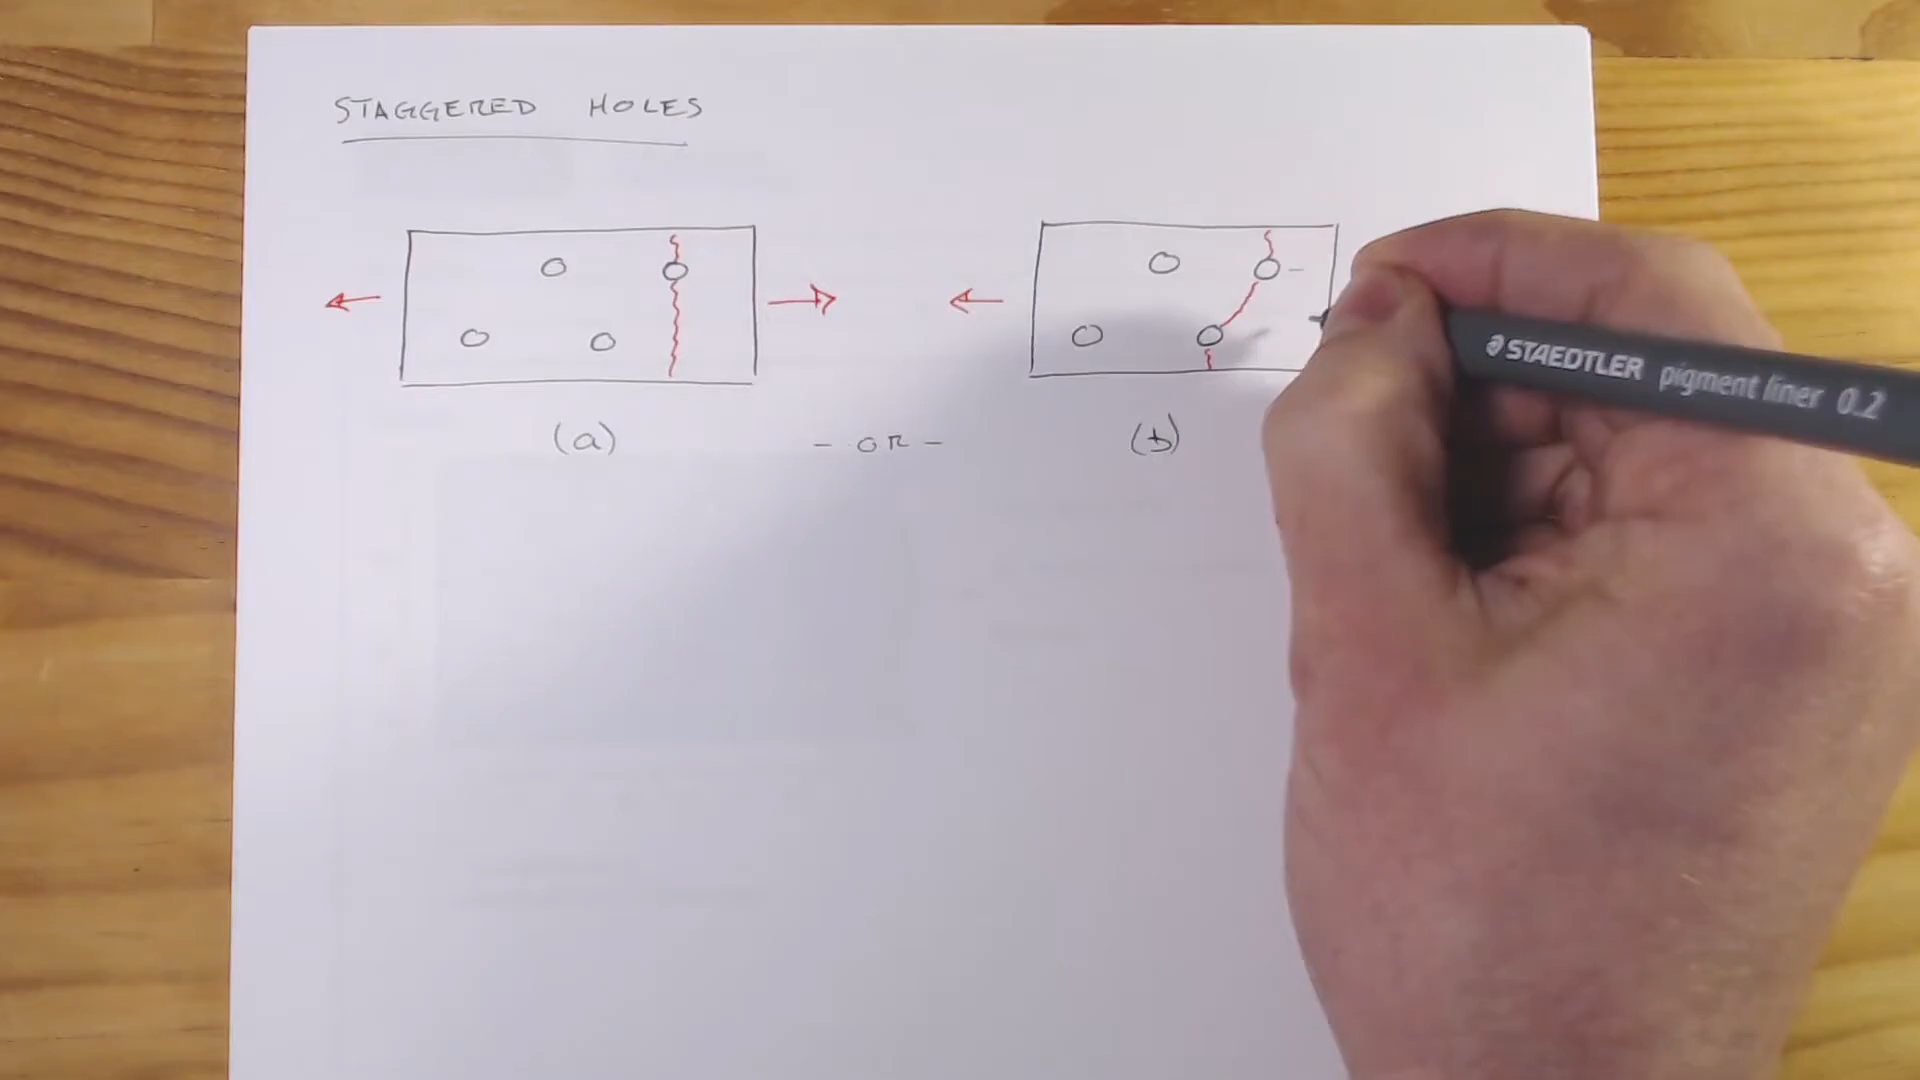 STAGGERED HOLES
(a)
- OR -
(b)
STAEDTLER pigment liner 0.2